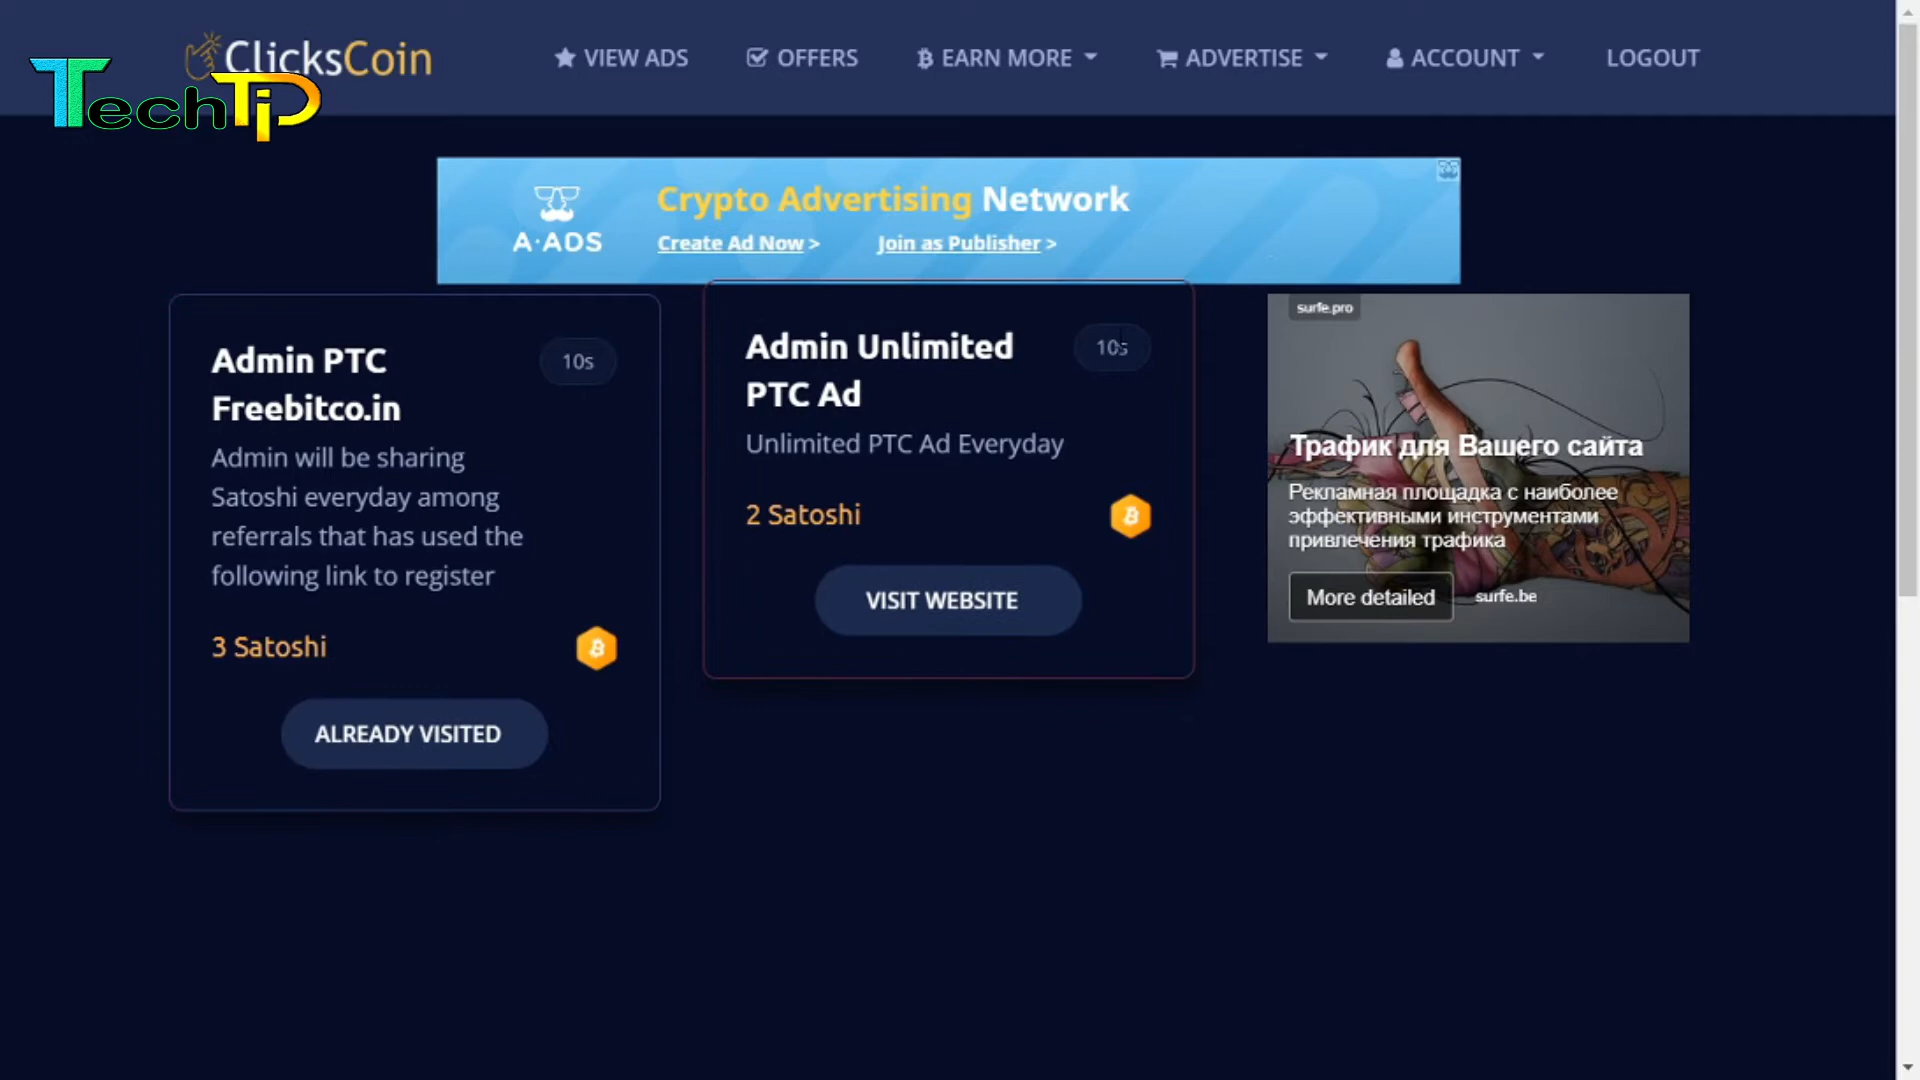 ClicksCoin
TechTip
VIEW ADS
OFFERS
EARN MORE
ADVERTISE
ACCOUNT
LOGOUT
A·ADS
Crypto Advertising Network
Create Ad Now >
Join as Publisher >
Admin PTC
Freebitco.in
10s
Admin will be sharing
Satoshi everyday among
referrals that has used the
following link to register
3 Satoshi
ALREADY VISITED
Admin Unlimited
PTC Ad
10s
Unlimited PTC Ad Everyday
2 Satoshi
VISIT WEBSITE
surfe.pro
Трафик для Вашего сайта
Рекламная площадка с наиболее
эффективными инструментами
привлечения трафика
More detailed
surfe.be